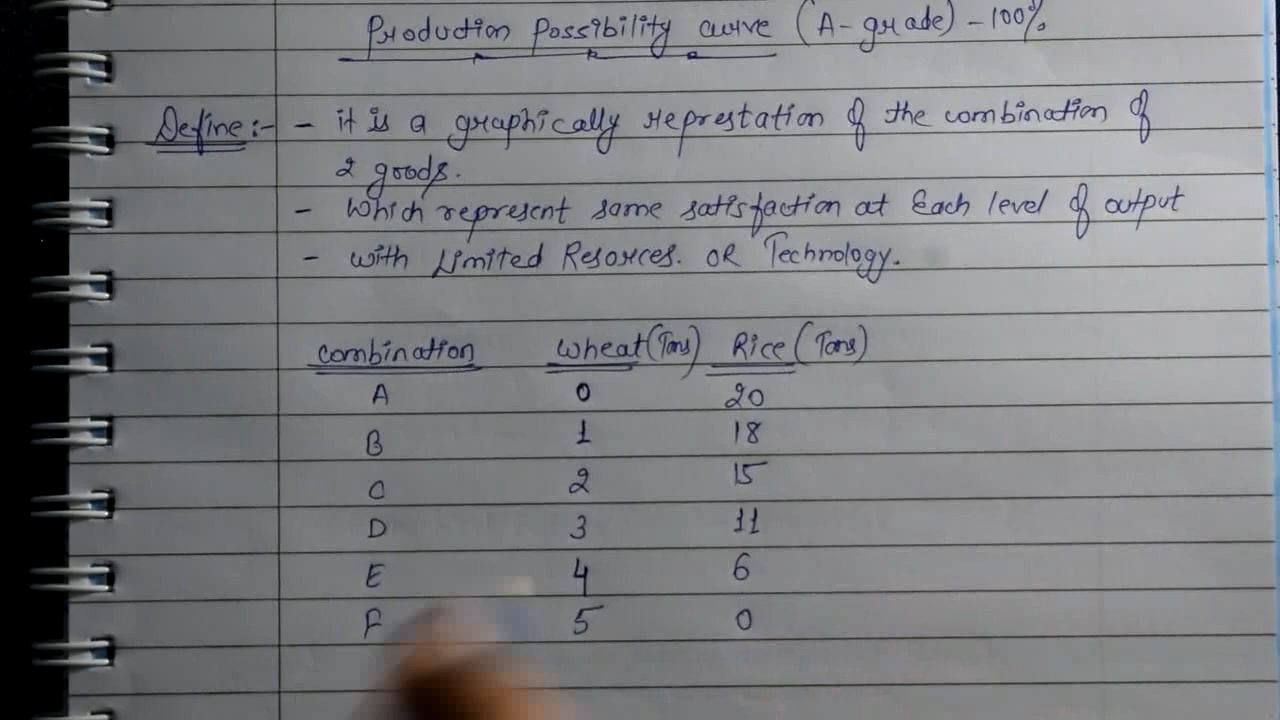 Production Possibility curve (A-grade) - 100%
Define:- - it is a graphically represtation of the combination of
2 goods.
- which represent same satisfaction at Each level of output
- with Limited Resorces. OR Technology.
combination wheat (Tons) Rice (Tons)
A 0 20
B 1 18
C 2 15
D 3 11
E 4 6
F 5 0